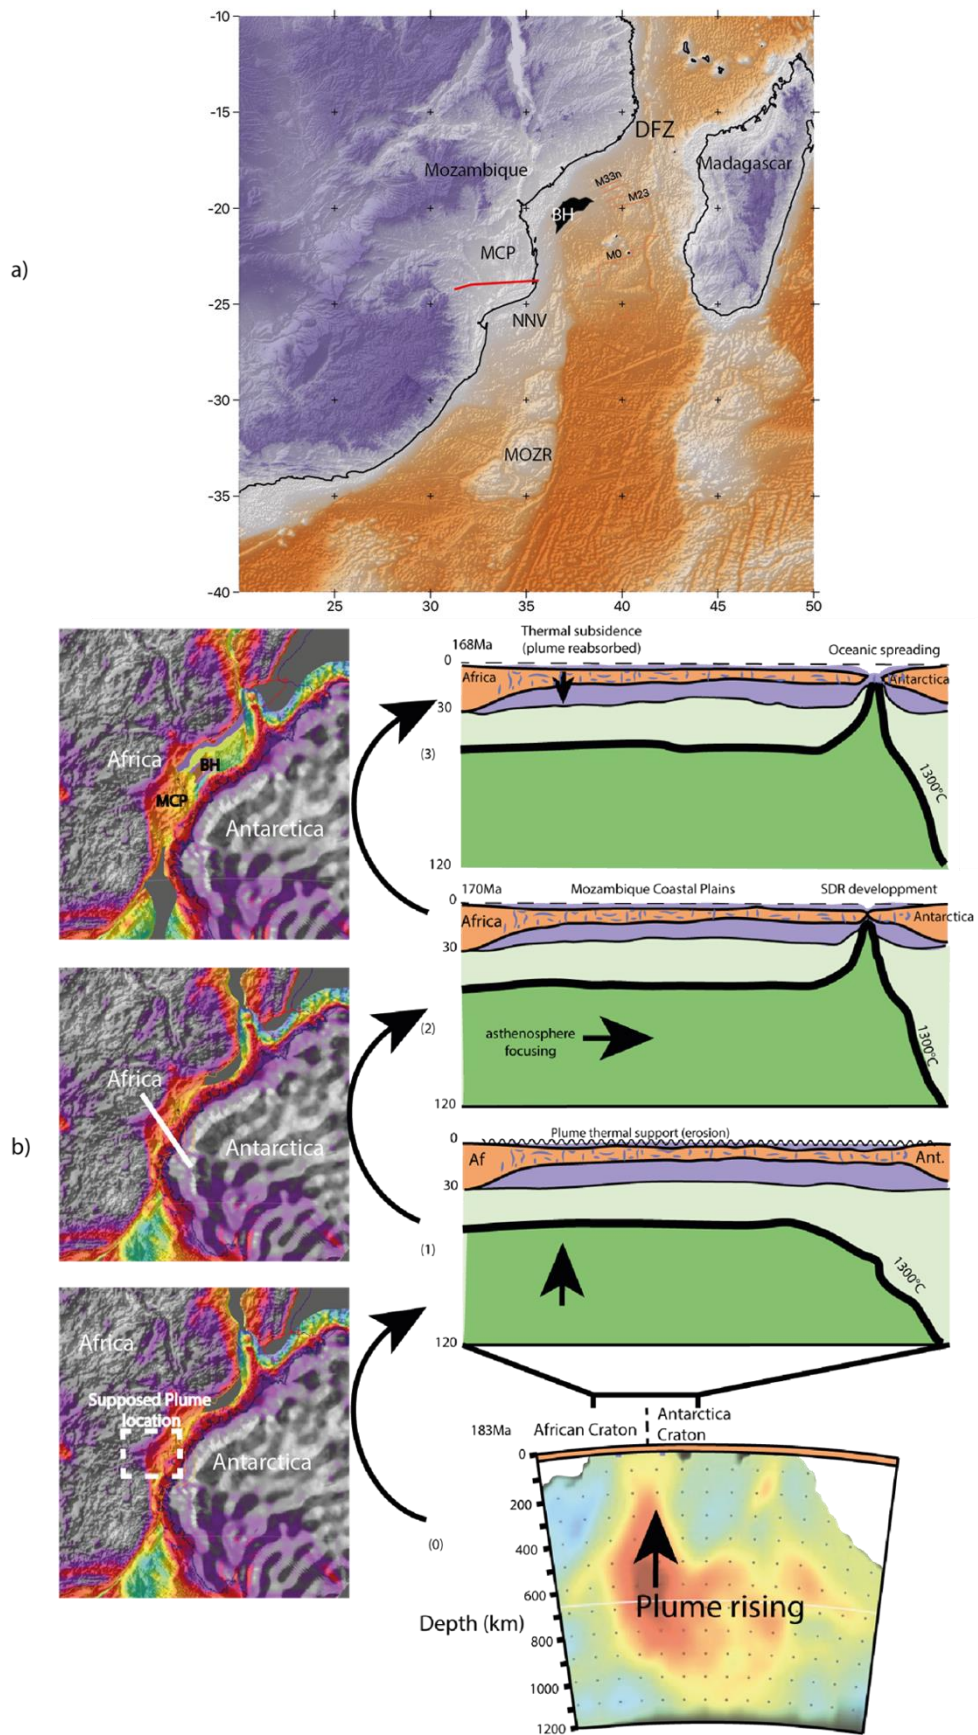 a)
-10
-15
-20
-25
-30
-35
-40
25
30
35
40
45
50
DFZ
Mozambique
Madagascar
M33n
M23
BH
MCP
M0
NNV
MOZR
b)
Africa
BH
MCP
Antarctica
168Ma
Thermal subsidence
(plume reabsorbed)
Oceanic spreading
0
Africa
Antarctica
30
(3)
1300°C
120
170Ma
Mozambique Coastal Plains
SDR developpment
0
Africa
Antarctica
30
(2)
asthenosphere
focusing
1300°C
120
Africa
Antarctica
Plume thermal support (erosion)
0
Af
Ant.
30
(1)
1300°C
120
Africa
Supposed Plume
location
Antarctica
(0)
183Ma
African Craton
Antarctica
Craton
0
200
400
600
800
1000
1200
Depth (km)
Plume rising